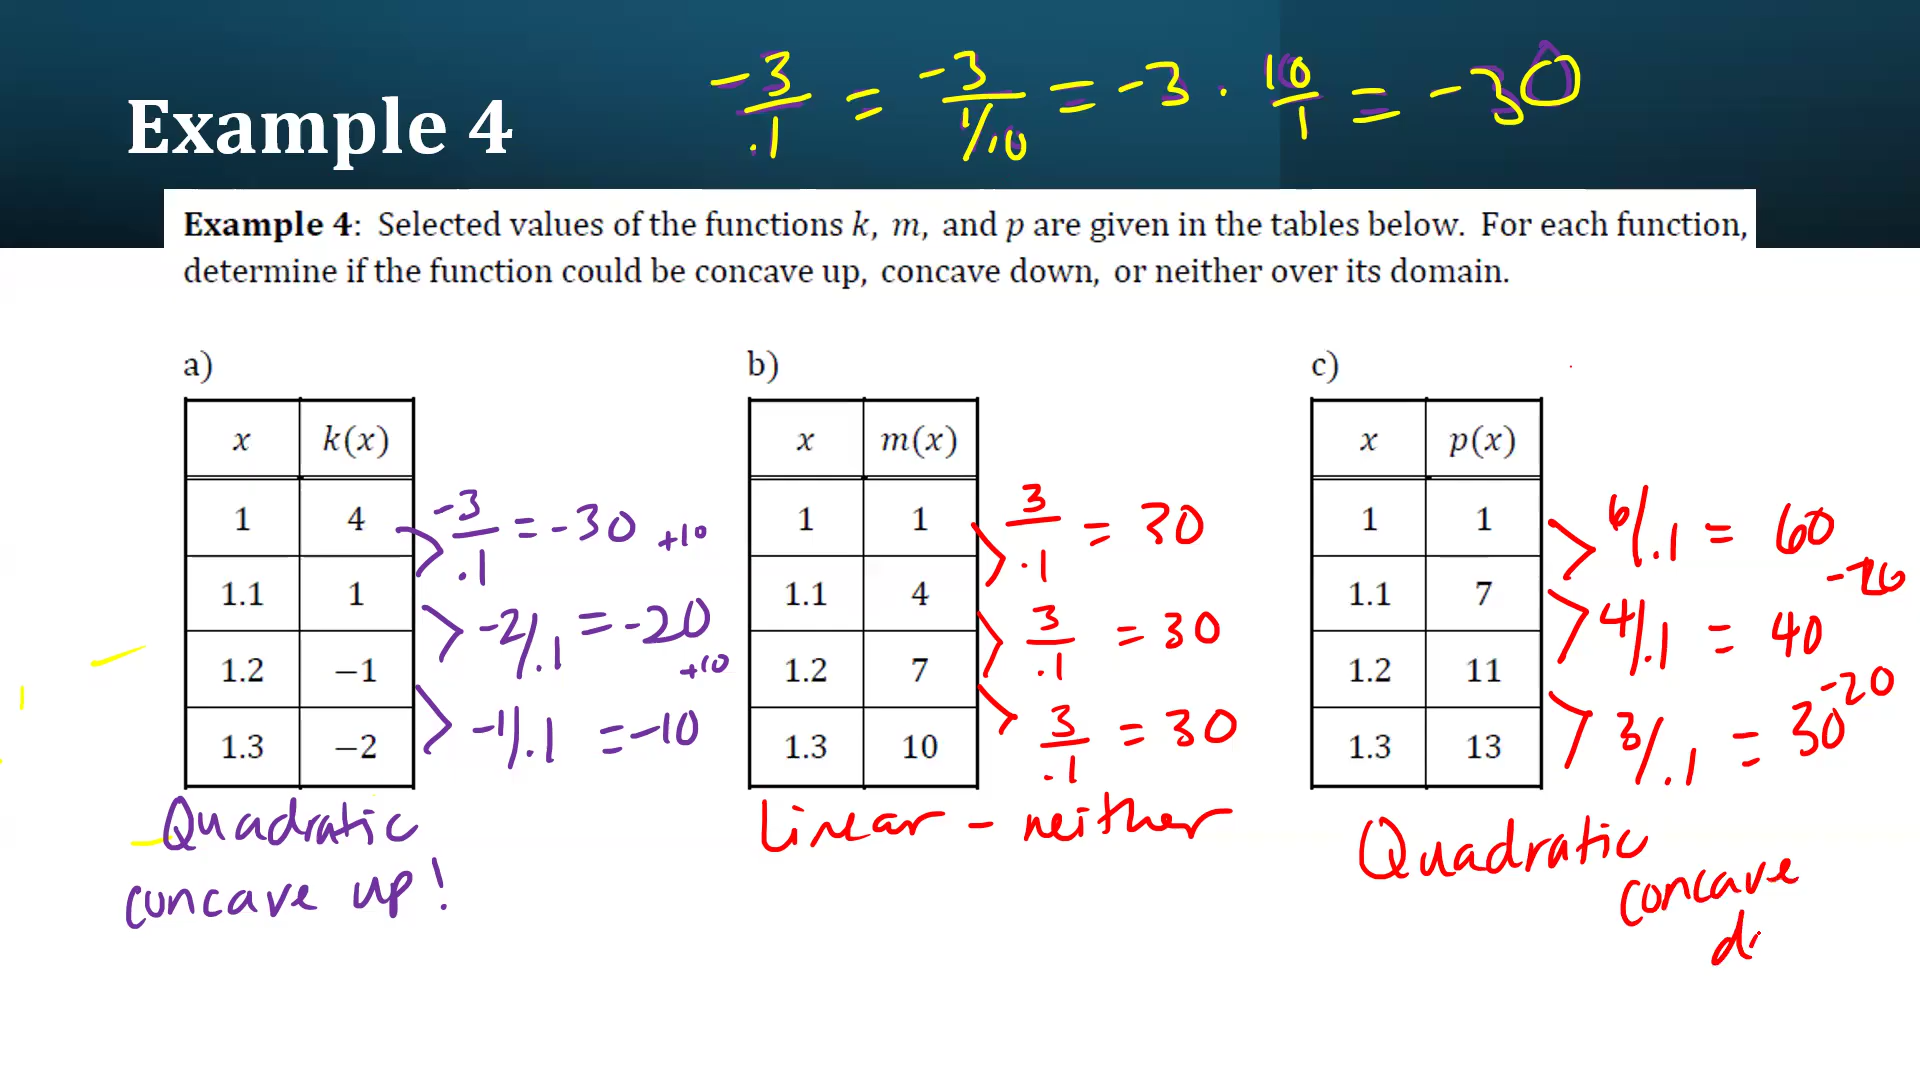 -3/.1 = -3/1/10 = -3 · 10/1 = -30
Example 4
Example 4: Selected values of the functions k, m, and p are given in the tables below. For each function,
determine if the function could be concave up, concave down, or neither over its domain.
a)
x k(x)
1 4
1.1 1
1.2 −1
1.3 −2
-3/.1 = -30 +10
-2/.1 = -20
+10
-1/.1 = -10
Quadratic
concave up!
b)
x m(x)
1 1
1.1 4
1.2 7
1.3 10
3/.1 = 30
3/.1 = 30
3/.1 = 30
Linear - neither
c)
x p(x)
1 1
1.1 7
1.2 11
1.3 13
6/.1 = 60
-20
4/.1 = 40
-20
3/.1 = 30
Quadratic
concave
d